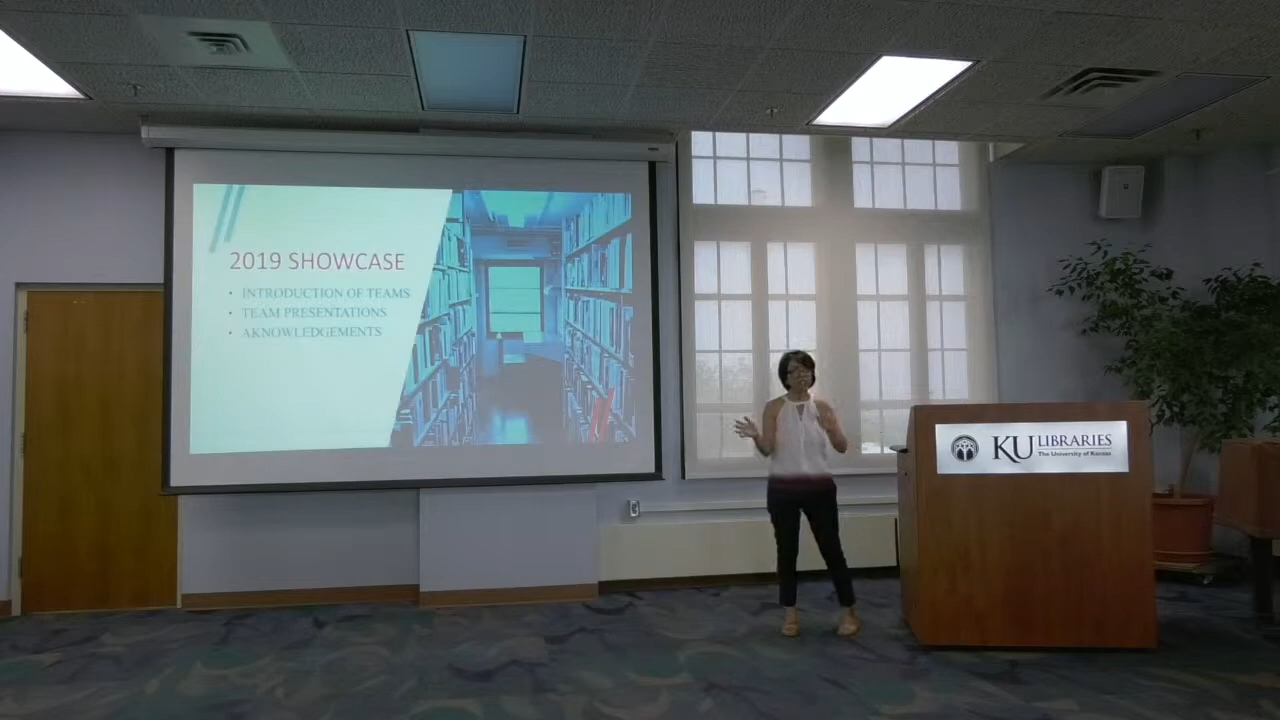 2019 SHOWCASE
• INTRODUCTION OF TEAMS
• TEAM PRESENTATIONS
• AKNOWLEDGEMENTS
KU LIBRARIES
The University of Kansas